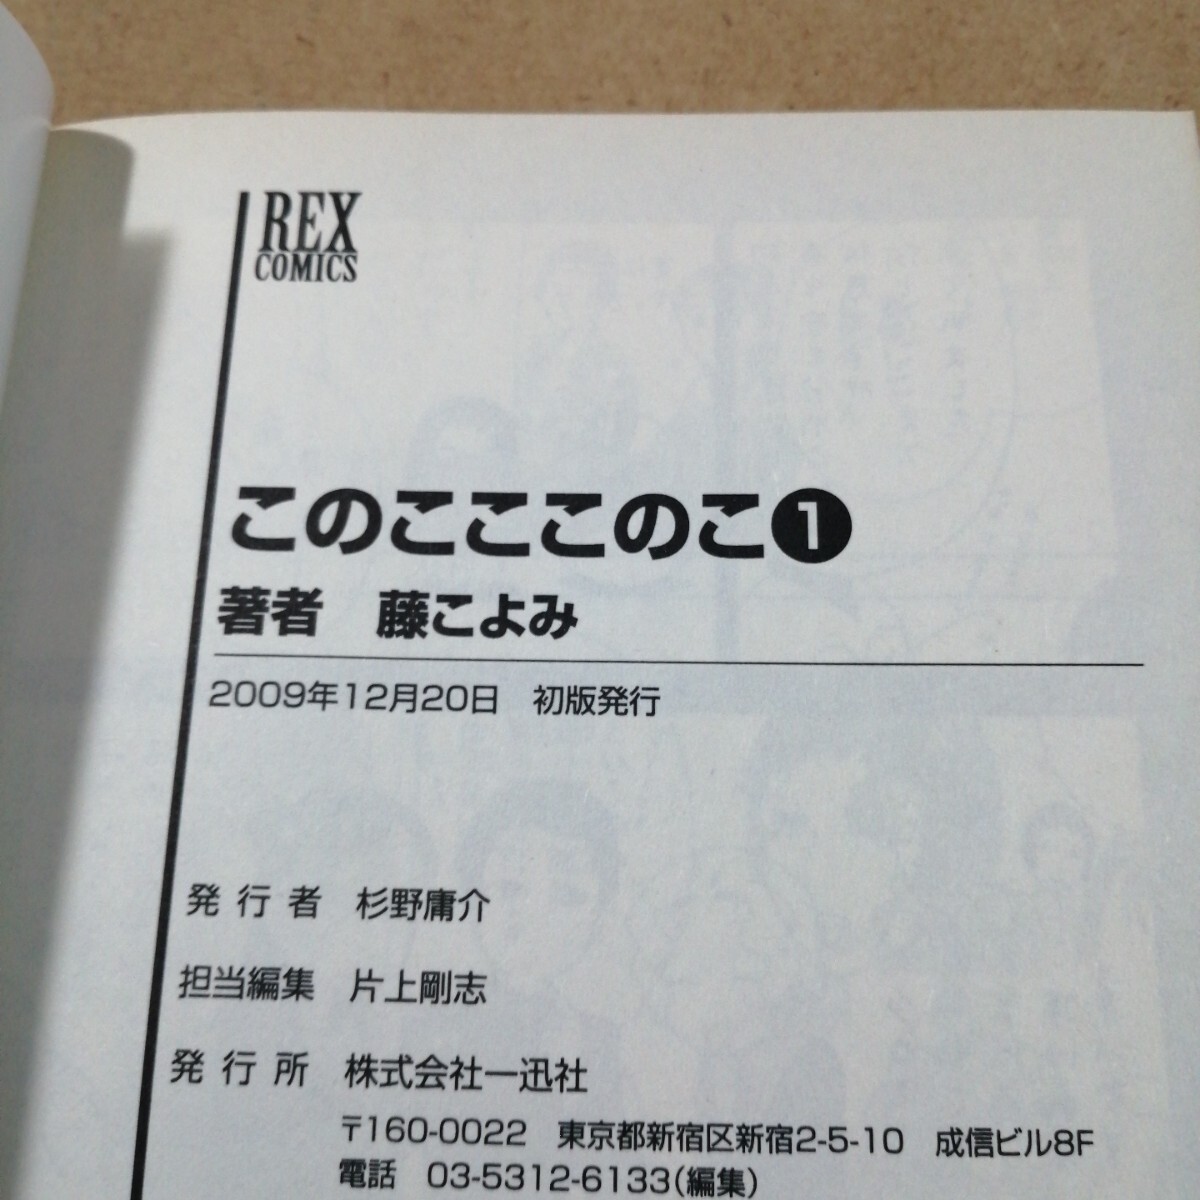 REX
COMICS
このこここのこ❶
著者　藤こよみ
2009年12月20日　初版発行
発行者　杉野庸介
担当編集　片上剛志
発行所　株式会社一迅社
〒160-0022　東京都新宿区新宿2-5-10　成信ビル8F
電話　03-5312-6133(編集)